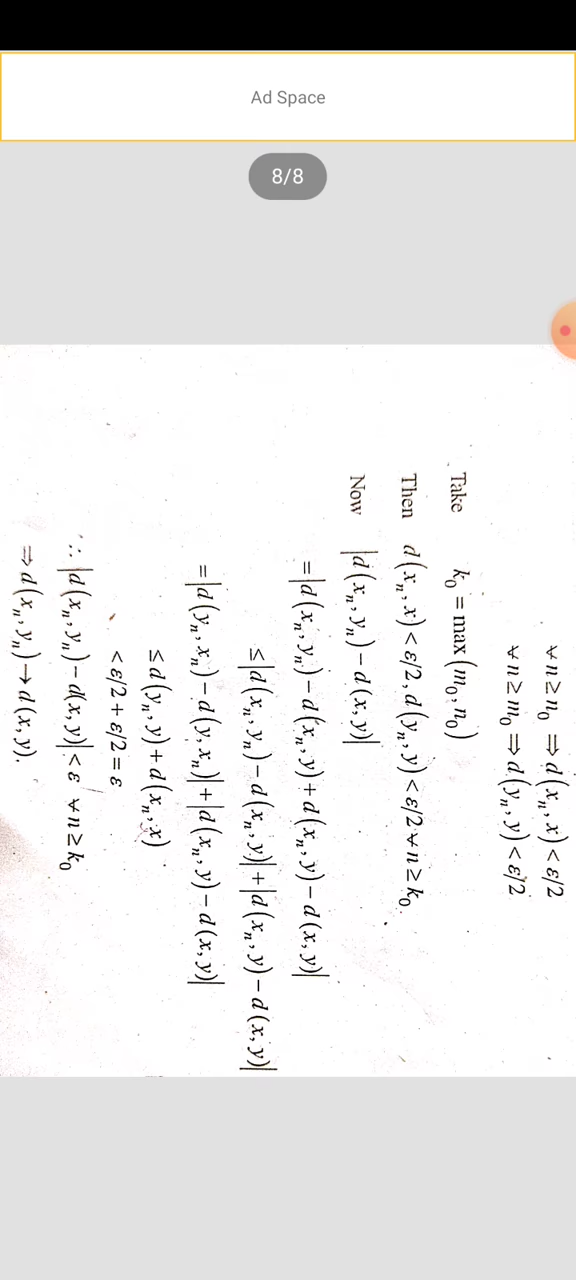 Ad Space
8/8
∀ n ≥ n₀ ⇒ d(xₙ, x) < ε/2
∀ n ≥ m₀ ⇒ d(yₙ, y) < ε/2
Take k₀ = max (m₀, n₀)
Then d(xₙ, x) < ε/2, d(yₙ, y) < ε/2 ∀ n ≥ k₀.
Now |d(xₙ, yₙ) – d(x, y)|
= |d(xₙ, yₙ) – d(xₙ, y) + d(xₙ, y) – d(x, y)|
≤ |d(xₙ, yₙ) – d(xₙ, y)| + |d(xₙ, y) – d(x, y)|
= |d(yₙ, xₙ) – d(y, xₙ)| + |d(xₙ, y) – d(x, y)|
≤ d(yₙ, y) + d(xₙ, x)
< ε/2 + ε/2 = ε
∴ |d(xₙ, yₙ) – d(x, y)| < ε ∀ n ≥ k₀
⇒ d(xₙ, yₙ) → d(x, y).